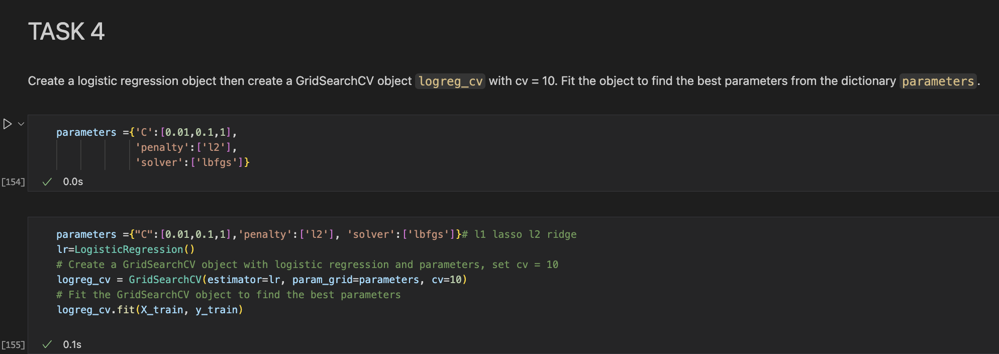 TASK 4
Create a logistic regression object then create a GridSearchCV object logreg_cv with cv = 10. Fit the object to find the best parameters from the dictionary parameters.
parameters ={'C':[0.01,0.1,1],
'penalty':['l2'],
'solver':['lbfgs']}
[154] 0.0s
parameters ={"C":[0.01,0.1,1],'penalty':['l2'], 'solver':['lbfgs']}# l1 lasso l2 ridge
lr=LogisticRegression()
# Create a GridSearchCV object with logistic regression and parameters, set cv = 10
logreg_cv = GridSearchCV(estimator=lr, param_grid=parameters, cv=10)
# Fit the GridSearchCV object to find the best parameters
logreg_cv.fit(X_train, y_train)
[155] 0.1s